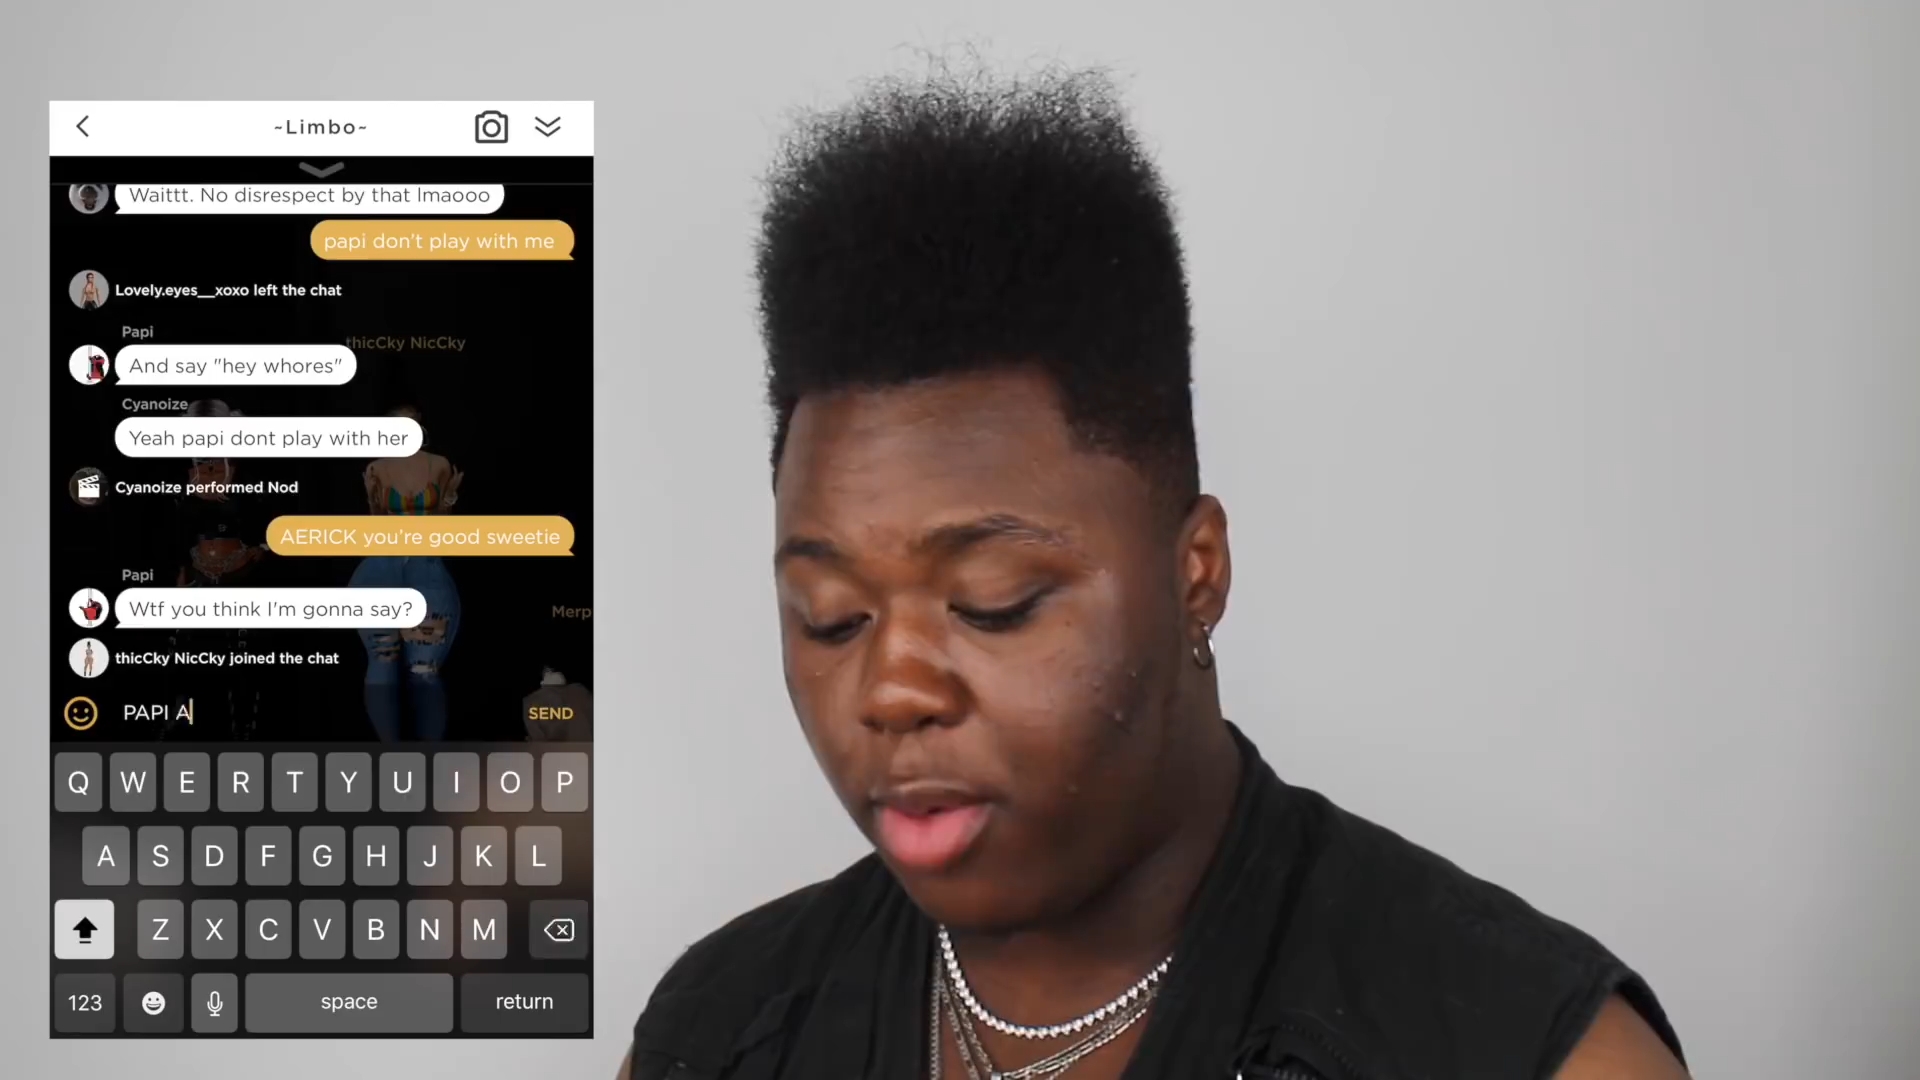 ~Limbo~
Waittt. No disrespect by that lmaooo
papi don't play with me
Lovely.eyes__xoxo left the chat
Papi
thicCky NicCky
And say "hey whores"
Cyanoize
Yeah papi dont play with her
Cyanoize performed Nod
AERICK you're good sweetie
Papi
Wtf you think I'm gonna say?
Merp
thicCky NicCky joined the chat
PAPI A
SEND
Q W E R T Y U I O P
A S D F G H J K L
Z X C V B N M
123 space return